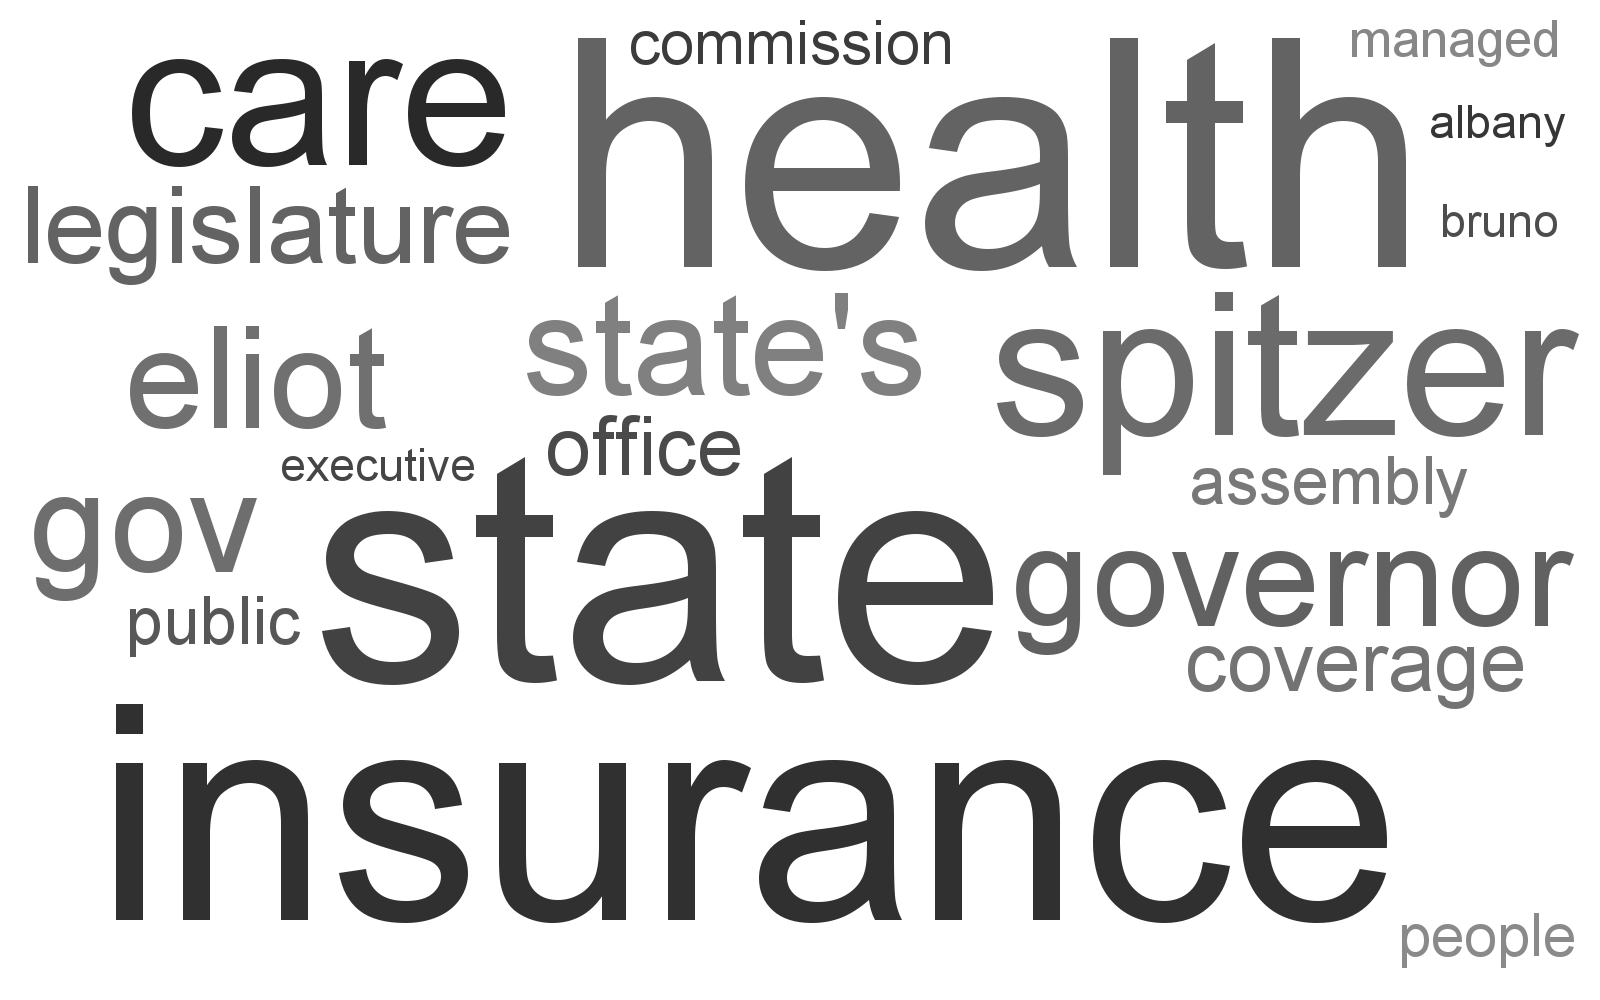 commission
managed
care
health
albany
legislature
bruno
eliot
state's
spitzer
office
executive
assembly
gov
state
governor
public
coverage
insurance
people